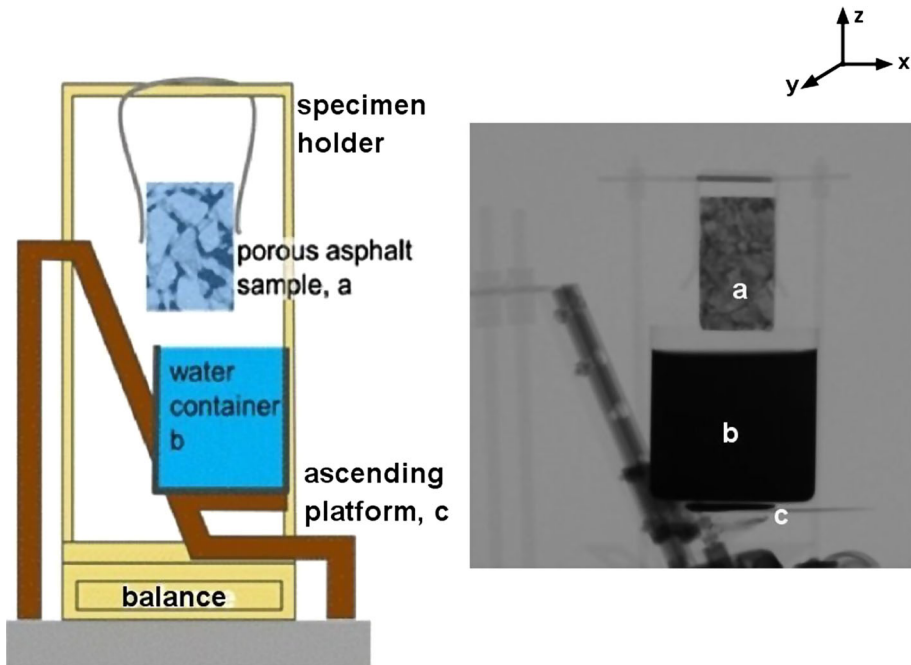 z
x
y
specimen
holder
porous asphalt
sample, a
water
container
b
ascending
platform, c
balance
a
b
c